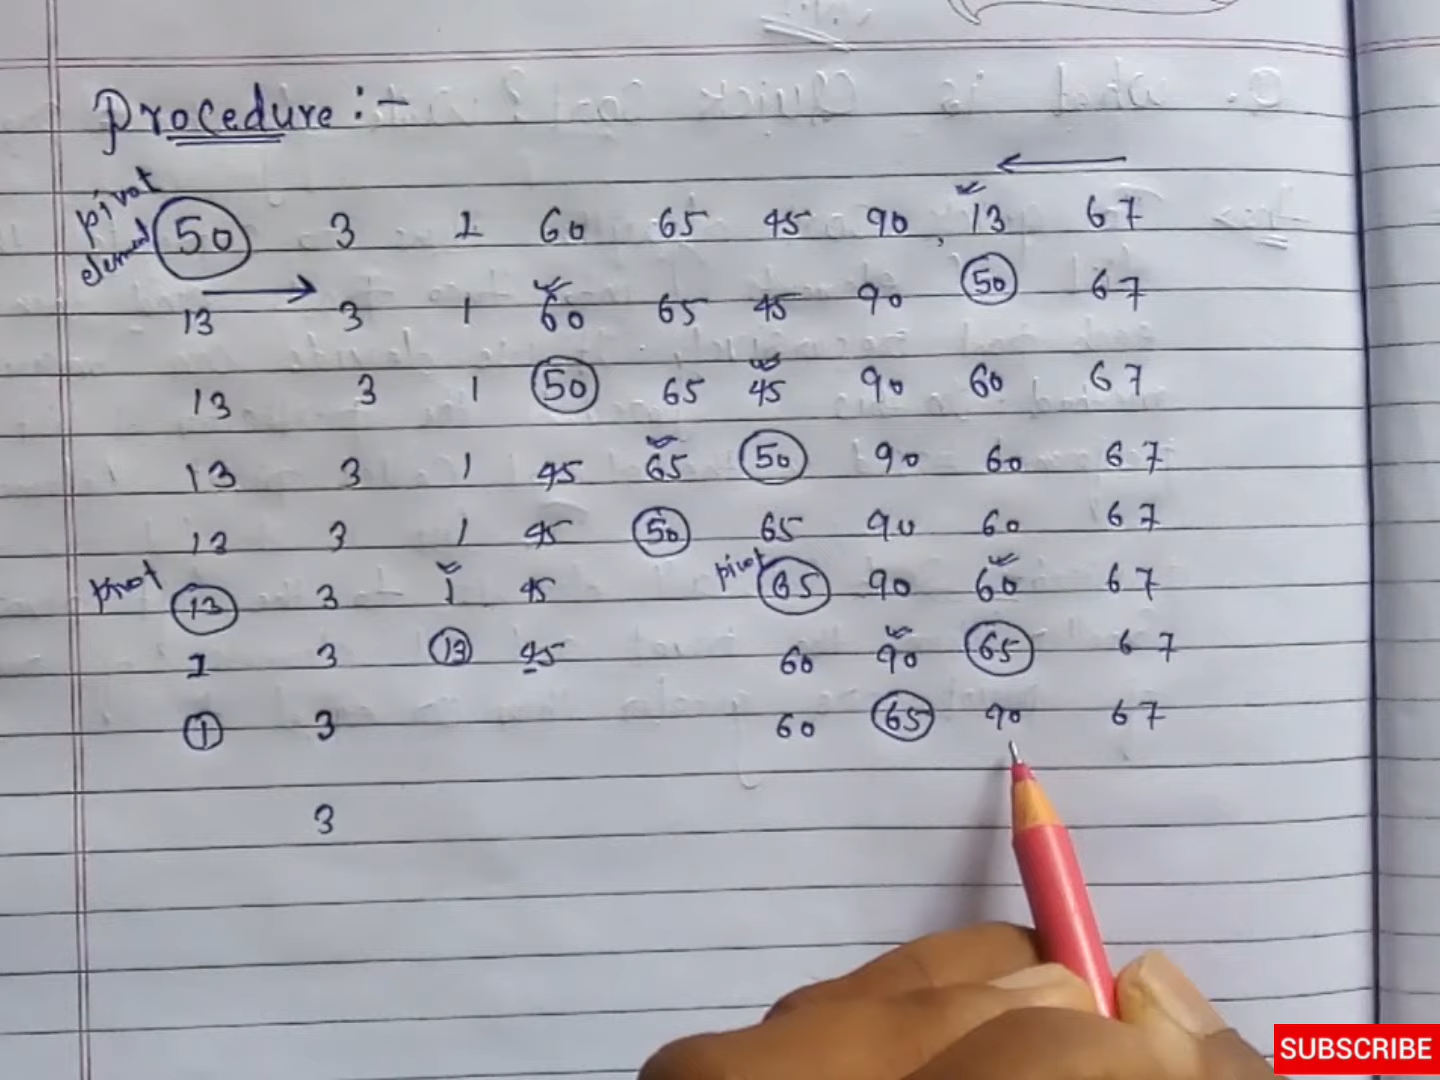 Procedure :-
pivot
element
50 3 1 60 65 45 90 13 67
13 3 1 60 65 45 90 50 67
13 3 1 50 65 45 90 60 67
13 3 1 45 65 50 90 60 67
13 3 1 45 50 65 90 60 67
pivot 13 3 1 45 pivot 65 90 60 67
1 3 13 45 60 90 65 67
1 3 60 65 90 67
3
SUBSCRIBE